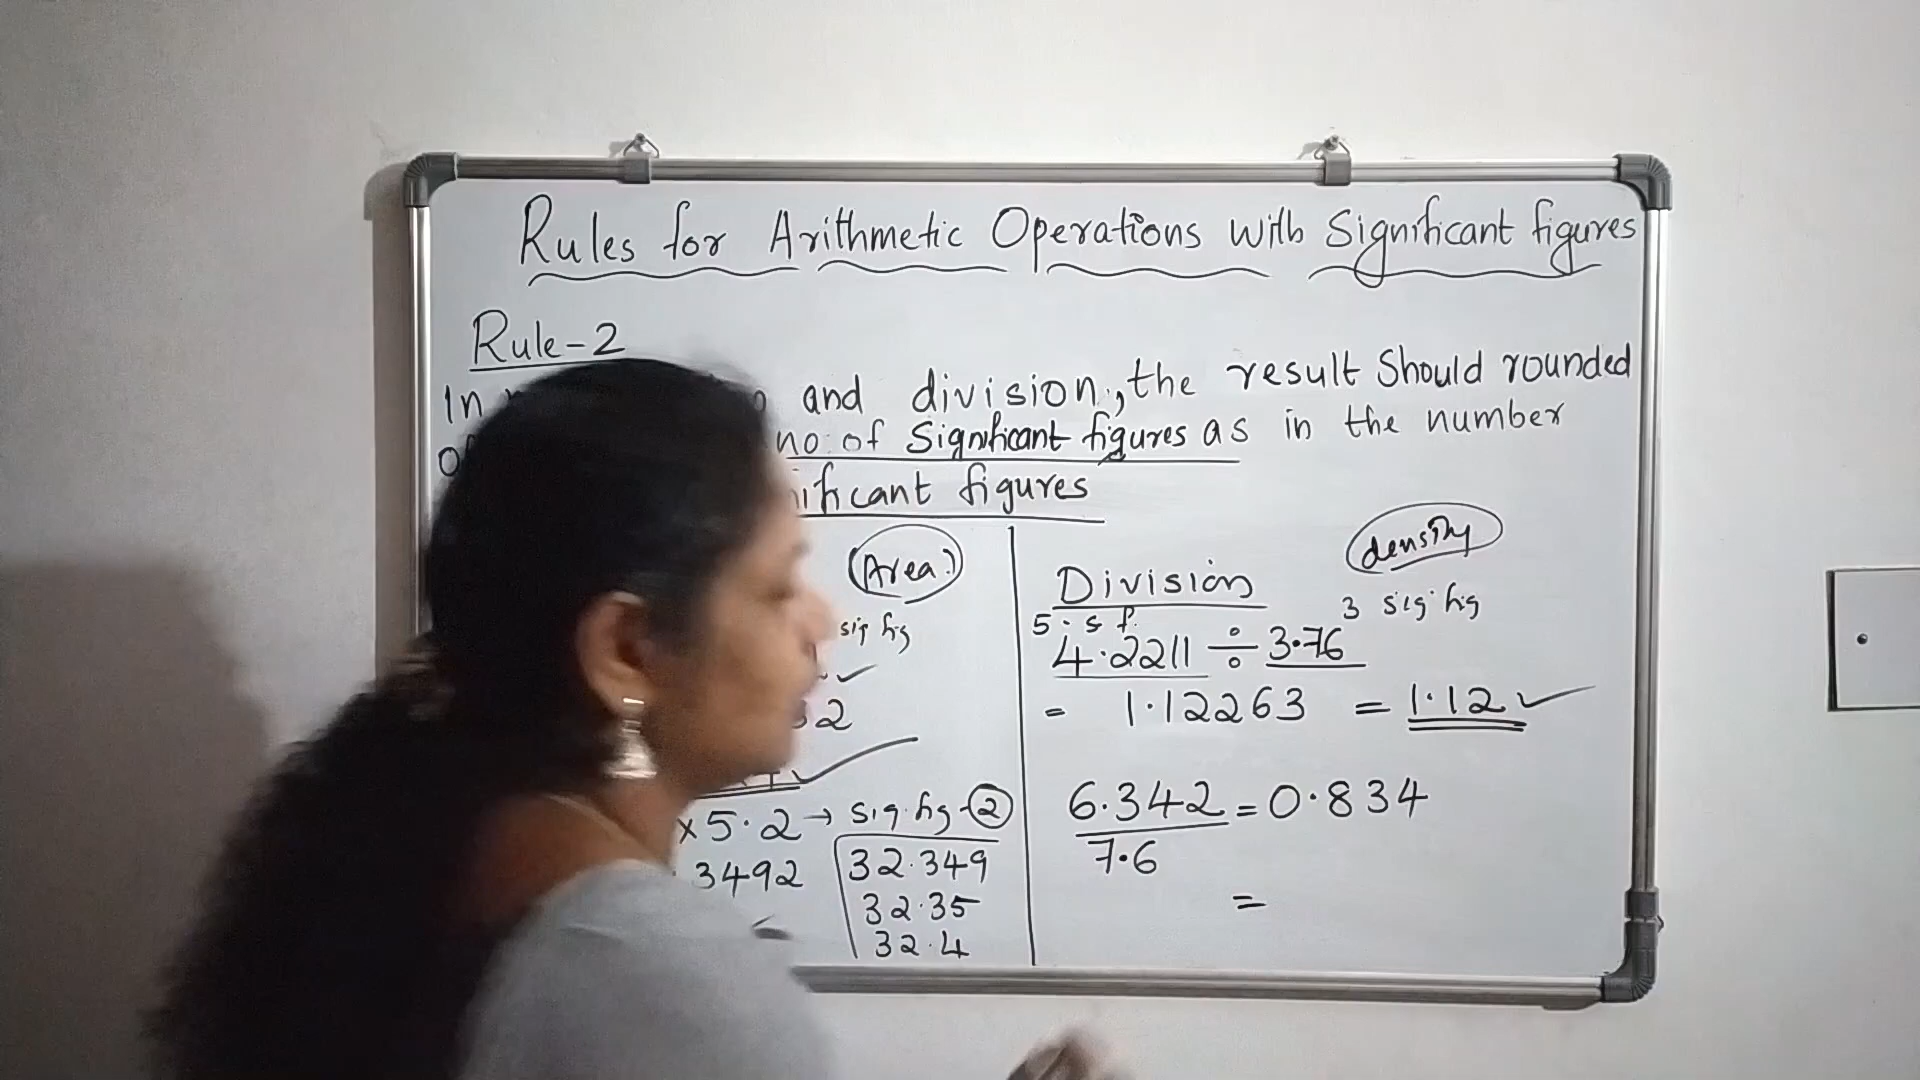 Rules for Arithmetic Operations with Significant figures
Rule-2
In and division, the result should rounded
no. of Significant figures as in the number
figures
(Area)
sig fig
× 5.2 → sig. fig - 2
3492
32.349
32.35
32.4
Division
density
5. s f.
3 sig fig
4.2211 ÷ 3.76
= 1.12263 = 1.12 ✓
6.342 = 0.834
7.6
=